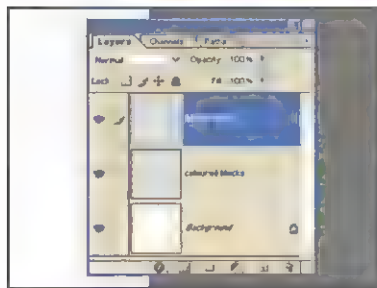 Layers Channels Paths
Normal Opacity 100%
Lock Fill 100%
coloured blocks
Background